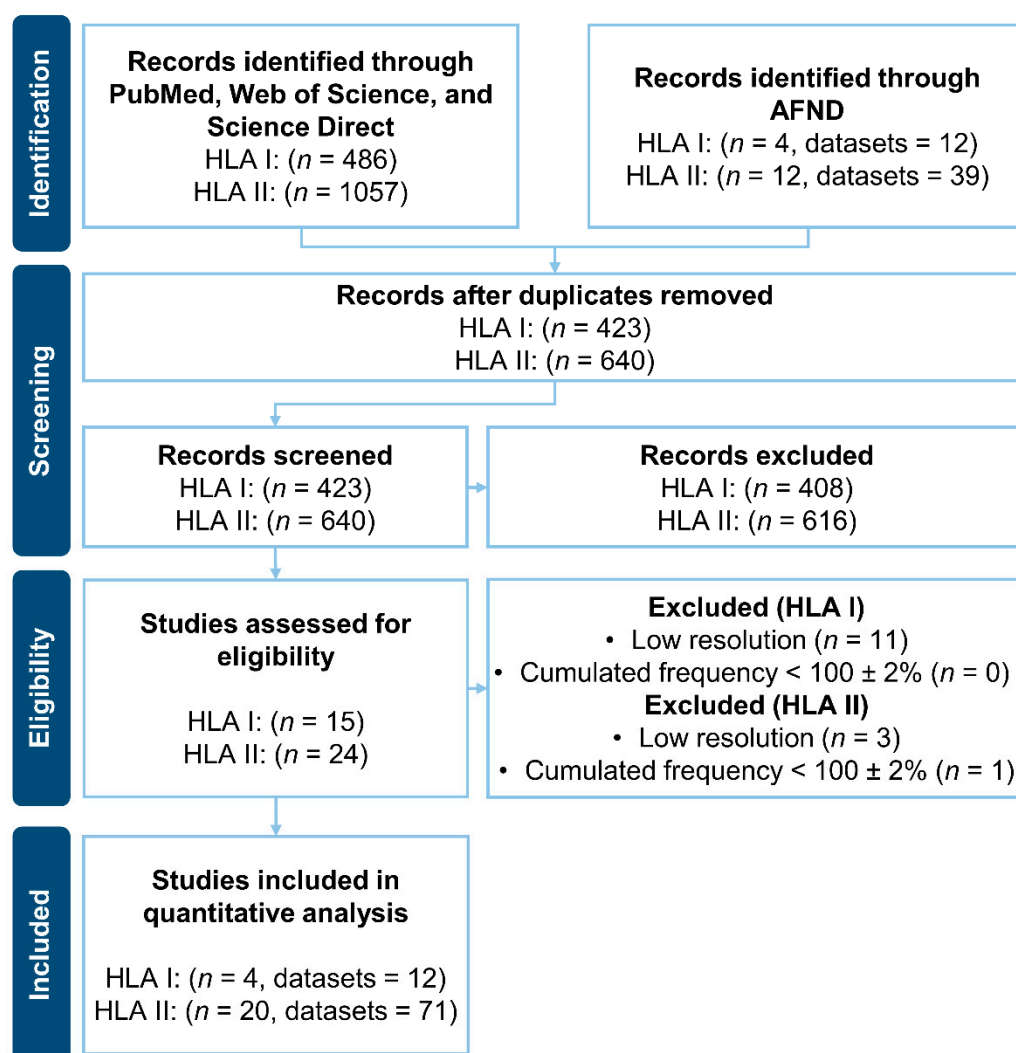 Identification
Records identified through
PubMed, Web of Science, and
Science Direct
HLA I: (n = 486)
HLA II: (n = 1057)
Records identified through
AFND
HLA I: (n = 4, datasets = 12)
HLA II: (n = 12, datasets = 39)
Screening
Records after duplicates removed
HLA I: (n = 423)
HLA II: (n = 640)
Records screened
HLA I: (n = 423)
HLA II: (n = 640)
Records excluded
HLA I: (n = 408)
HLA II: (n = 616)
Eligibility
Studies assessed for
eligibility
HLA I: (n = 15)
HLA II: (n = 24)
Excluded (HLA I)
• Low resolution (n = 11)
• Cumulated frequency < 100 ± 2% (n = 0)
Excluded (HLA II)
• Low resolution (n = 3)
• Cumulated frequency < 100 ± 2% (n = 1)
Included
Studies included in
quantitative analysis
HLA I: (n = 4, datasets = 12)
HLA II: (n = 20, datasets = 71)